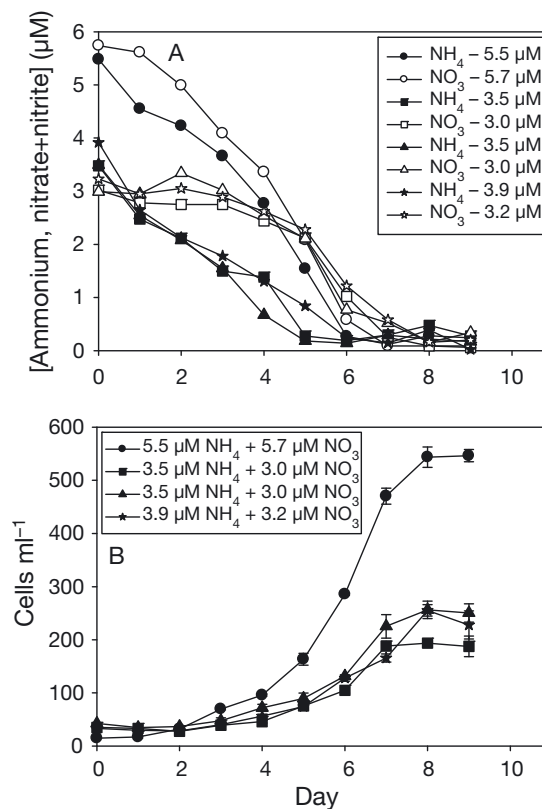 [Ammonium, nitrate+nitrite] (µM)
6
5
4
3
2
1
0
A
NH4 – 5.5 µM
NO3 – 5.7 µM
NH4 – 3.5 µM
NO3 – 3.0 µM
NH4 – 3.5 µM
NO3 – 3.0 µM
NH4 – 3.9 µM
NO3 – 3.2 µM
0 2 4 6 8 10
Cells ml–1
600
500
400
300
200
100
0
5.5 µM NH4 + 5.7 µM NO3
3.5 µM NH4 + 3.0 µM NO3
3.5 µM NH4 + 3.0 µM NO3
3.9 µM NH4 + 3.2 µM NO3
B
0 2 4 6 8 10
Day